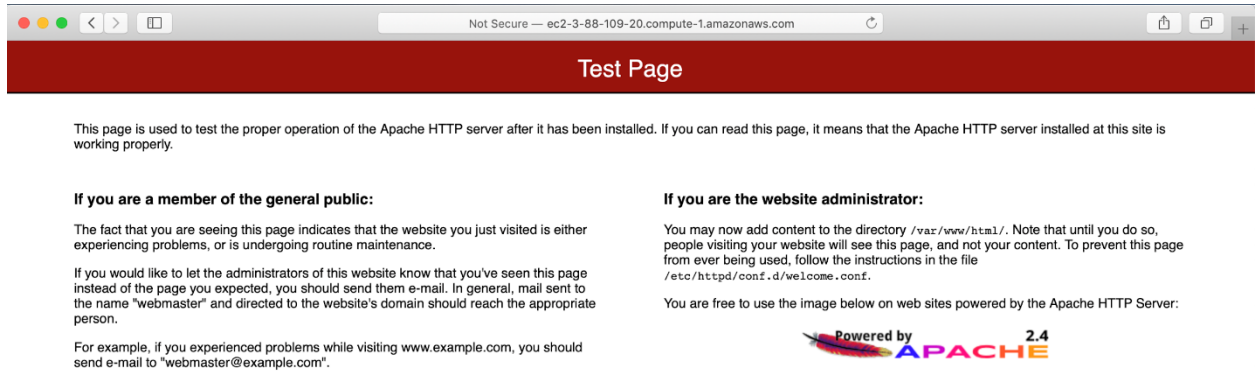 Not Secure — ec2-3-88-109-20.compute-1.amazonaws.com
Test Page
This page is used to test the proper operation of the Apache HTTP server after it has been installed. If you can read this page, it means that the Apache HTTP server installed at this site is
working properly.
If you are a member of the general public:
The fact that you are seeing this page indicates that the website you just visited is either
experiencing problems, or is undergoing routine maintenance.
If you would like to let the administrators of this website know that you've seen this page
instead of the page you expected, you should send them e-mail. In general, mail sent to
the name "webmaster" and directed to the website's domain should reach the appropriate
person.
For example, if you experienced problems while visiting www.example.com, you should
send e-mail to "webmaster@example.com".
If you are the website administrator:
You may now add content to the directory /var/www/html/. Note that until you do so,
people visiting your website will see this page, and not your content. To prevent this page
from ever being used, follow the instructions in the file
/etc/httpd/conf.d/welcome.conf.
You are free to use the image below on web sites powered by the Apache HTTP Server:
Powered by 2.4
APACHE